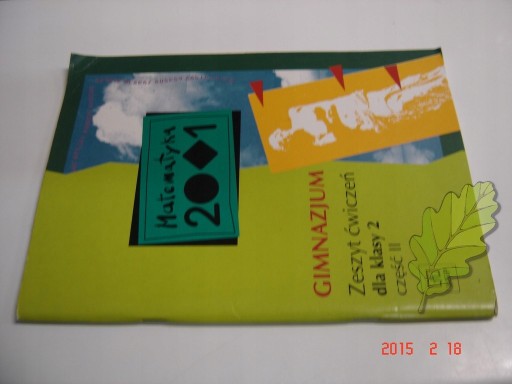 Matematyka
2001
GIMNAZJUM
Zeszyt ćwiczeń
dla klasy 2
część II
2015 2 18